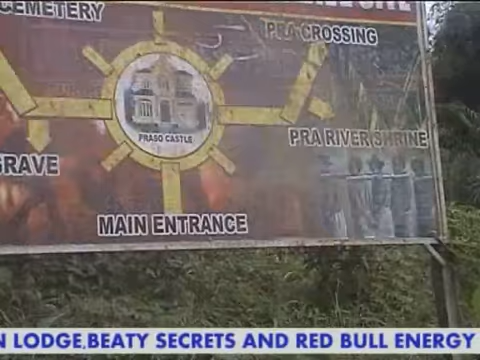 CEMETERY
PRA CROSSING
PRASO CASTLE
PRA RIVER SHRINE
GRAVE
MAIN ENTRANCE
N LODGE,BEATY SECRETS AND RED BULL ENERGY